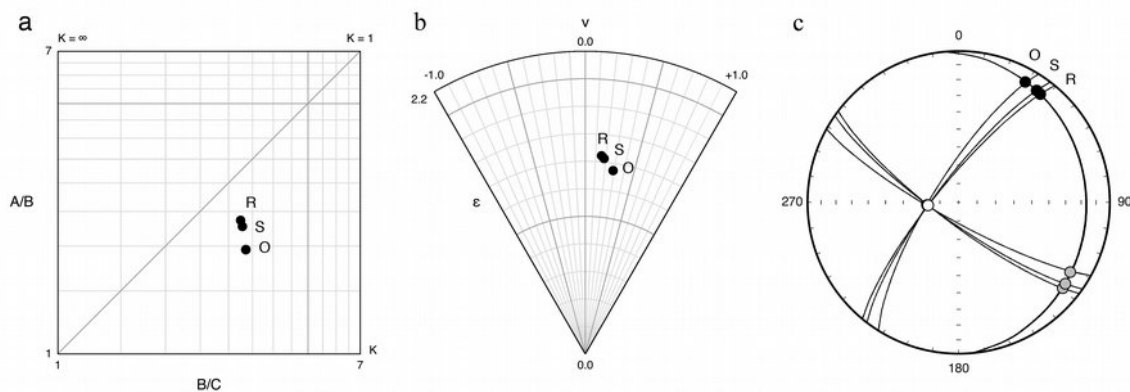 a
K = ∞
K = 1
7
A/B
R
S
O
1
K
1
7
B/C
b
ν
0.0
-1.0
+1.0
2.2
R
S
O
ε
0.0
c
0
O
S
R
270
90
180